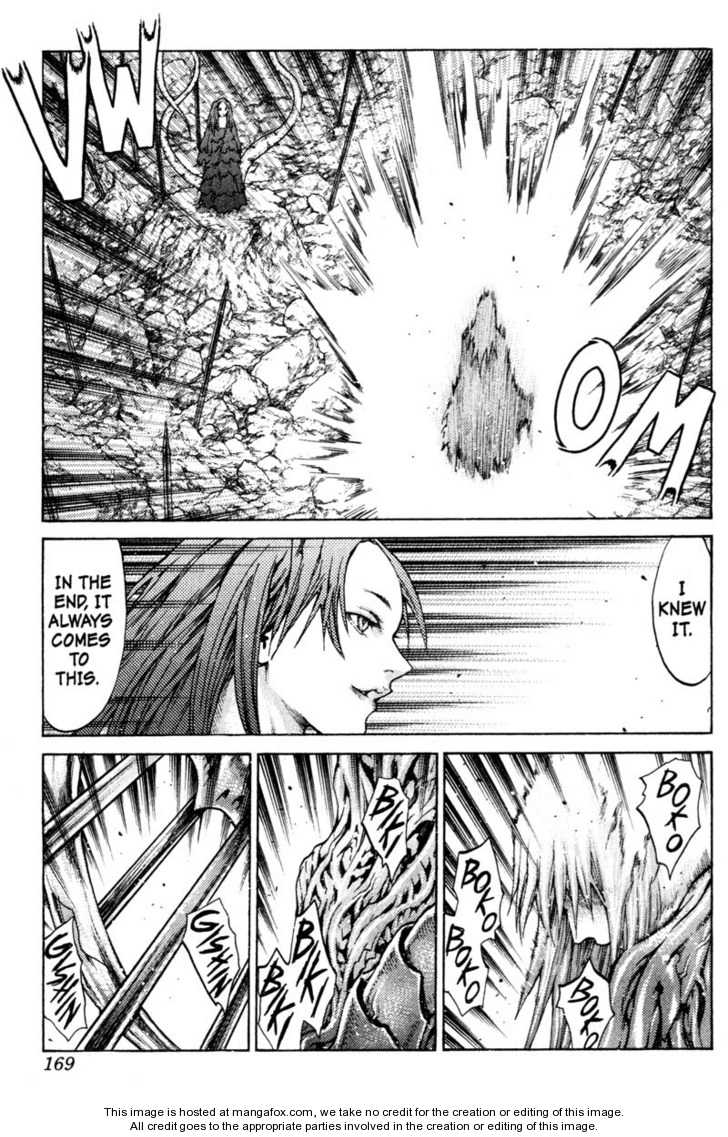 VW
OM
I
KNEW
IT.
IN THE
END, IT
ALWAYS
COMES
TO
THIS.
BOKO
BOKO
BOKO
BOKO
BIKI
BIKI
BIKI
GISHIN
GISHIN
169
This image is hosted at mangafox.com, we take no credit for the creation or editing of this image.
All credit goes to the appropriate parties involved in the creation or editing of this image.